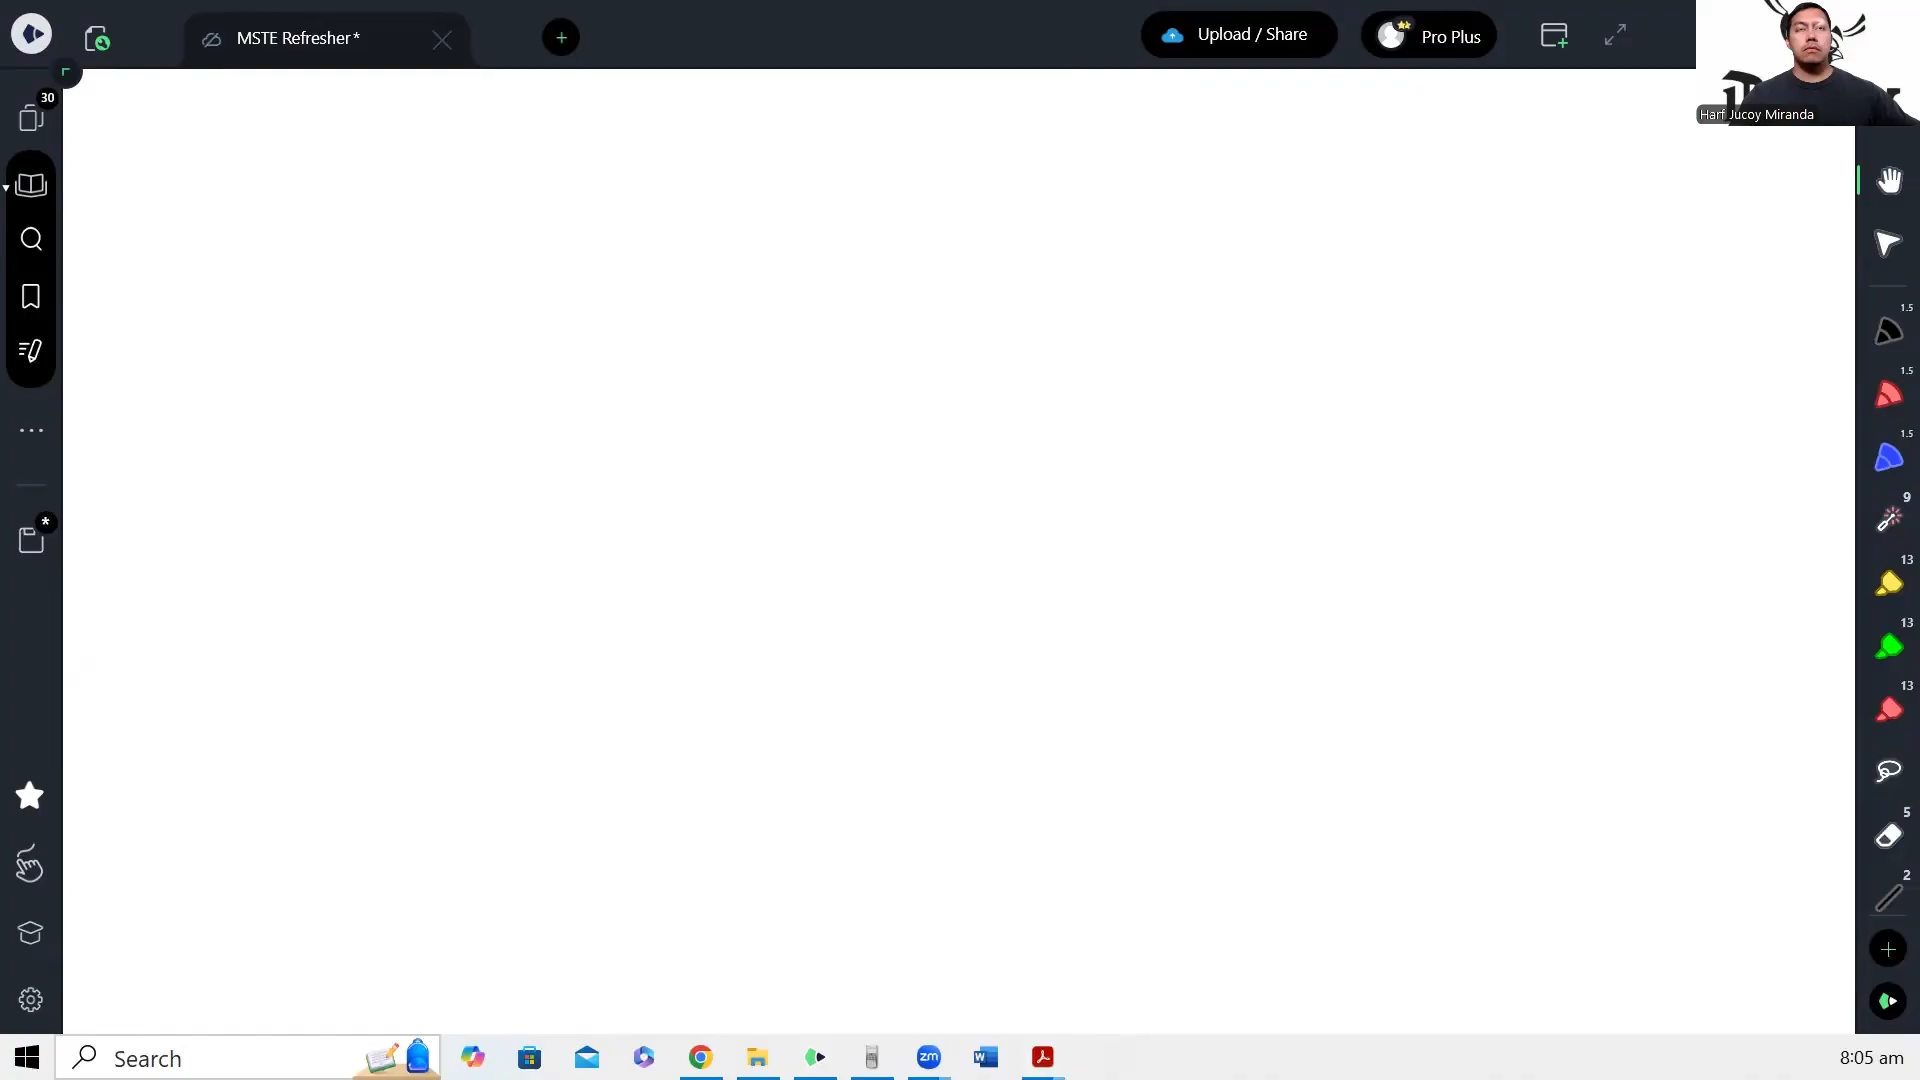 MSTE Refresher*
Upload / Share
Pro Plus
Harf Jucoy Miranda
30
1.5
1.5
1.5
9
13
13
13
5
2
*
Search
zm
W
8:05 am